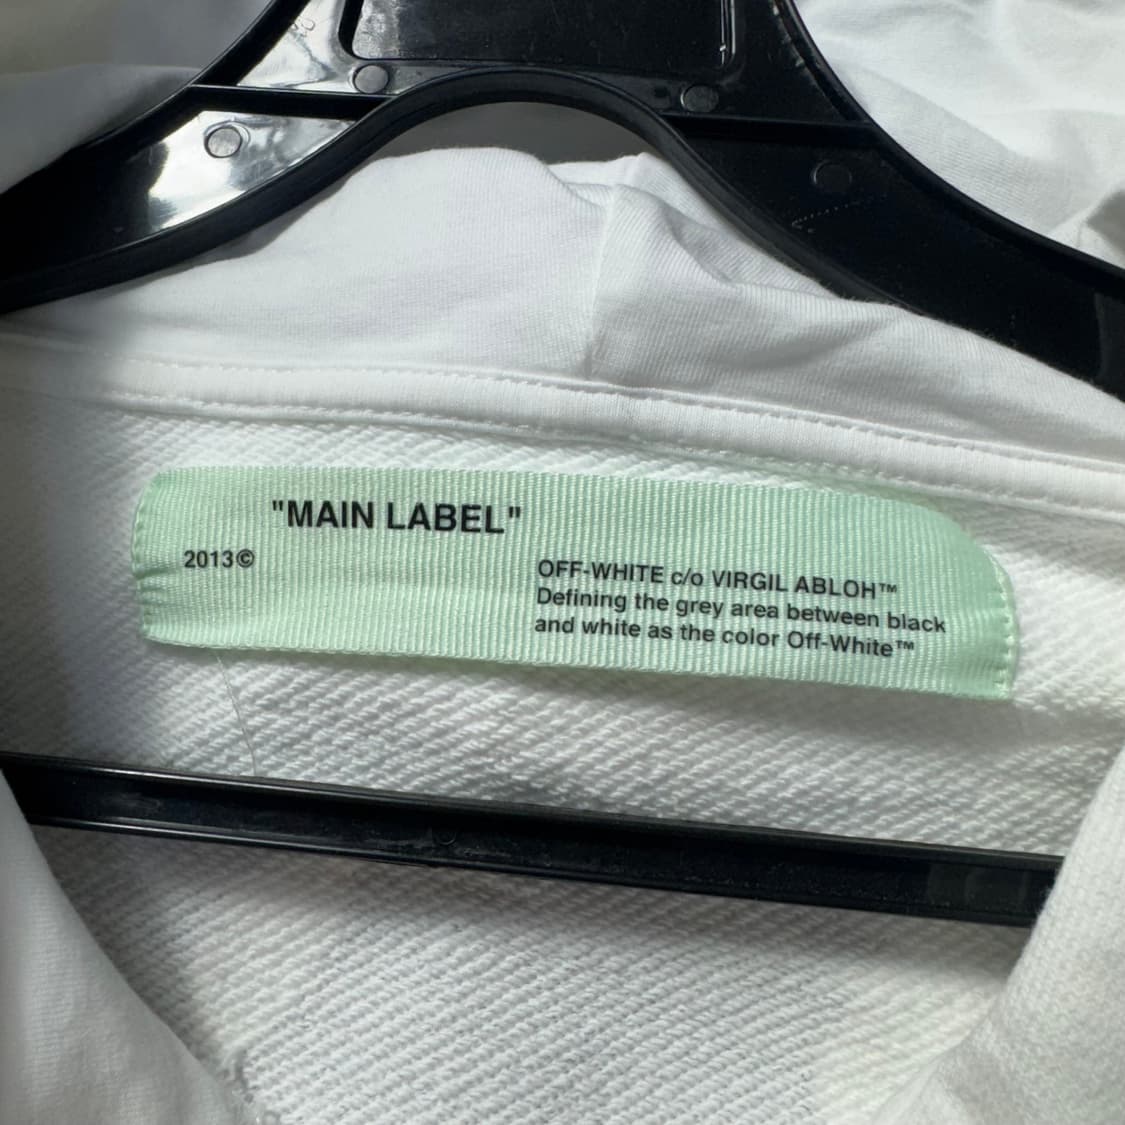 "MAIN LABEL"
2013©
OFF-WHITE c/o VIRGIL ABLOH™
Defining the grey area between black
and white as the color Off-White™